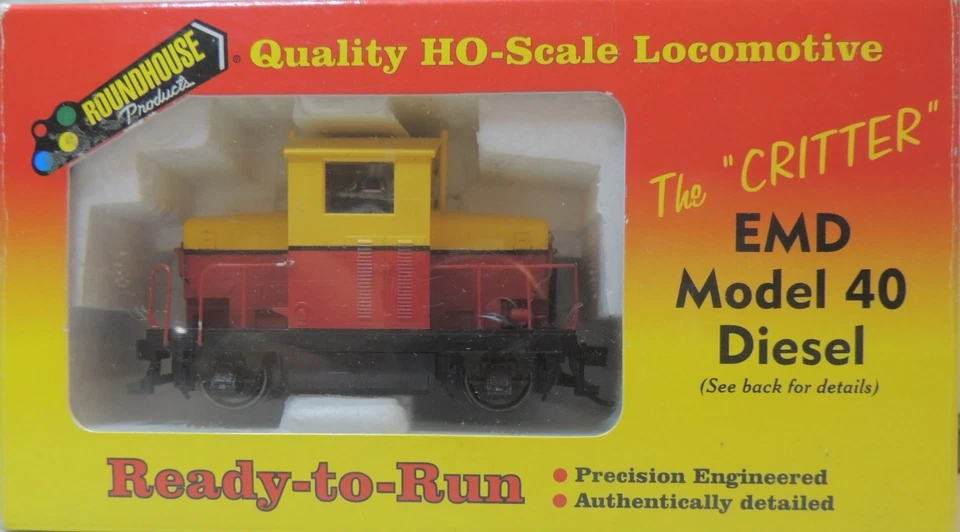 ROUNDHOUSE
Products
®
Quality HO-Scale Locomotive
The "CRITTER"
EMD
Model 40
Diesel
(See back for details)
Ready-to-Run
• Precision Engineered
• Authentically detailed